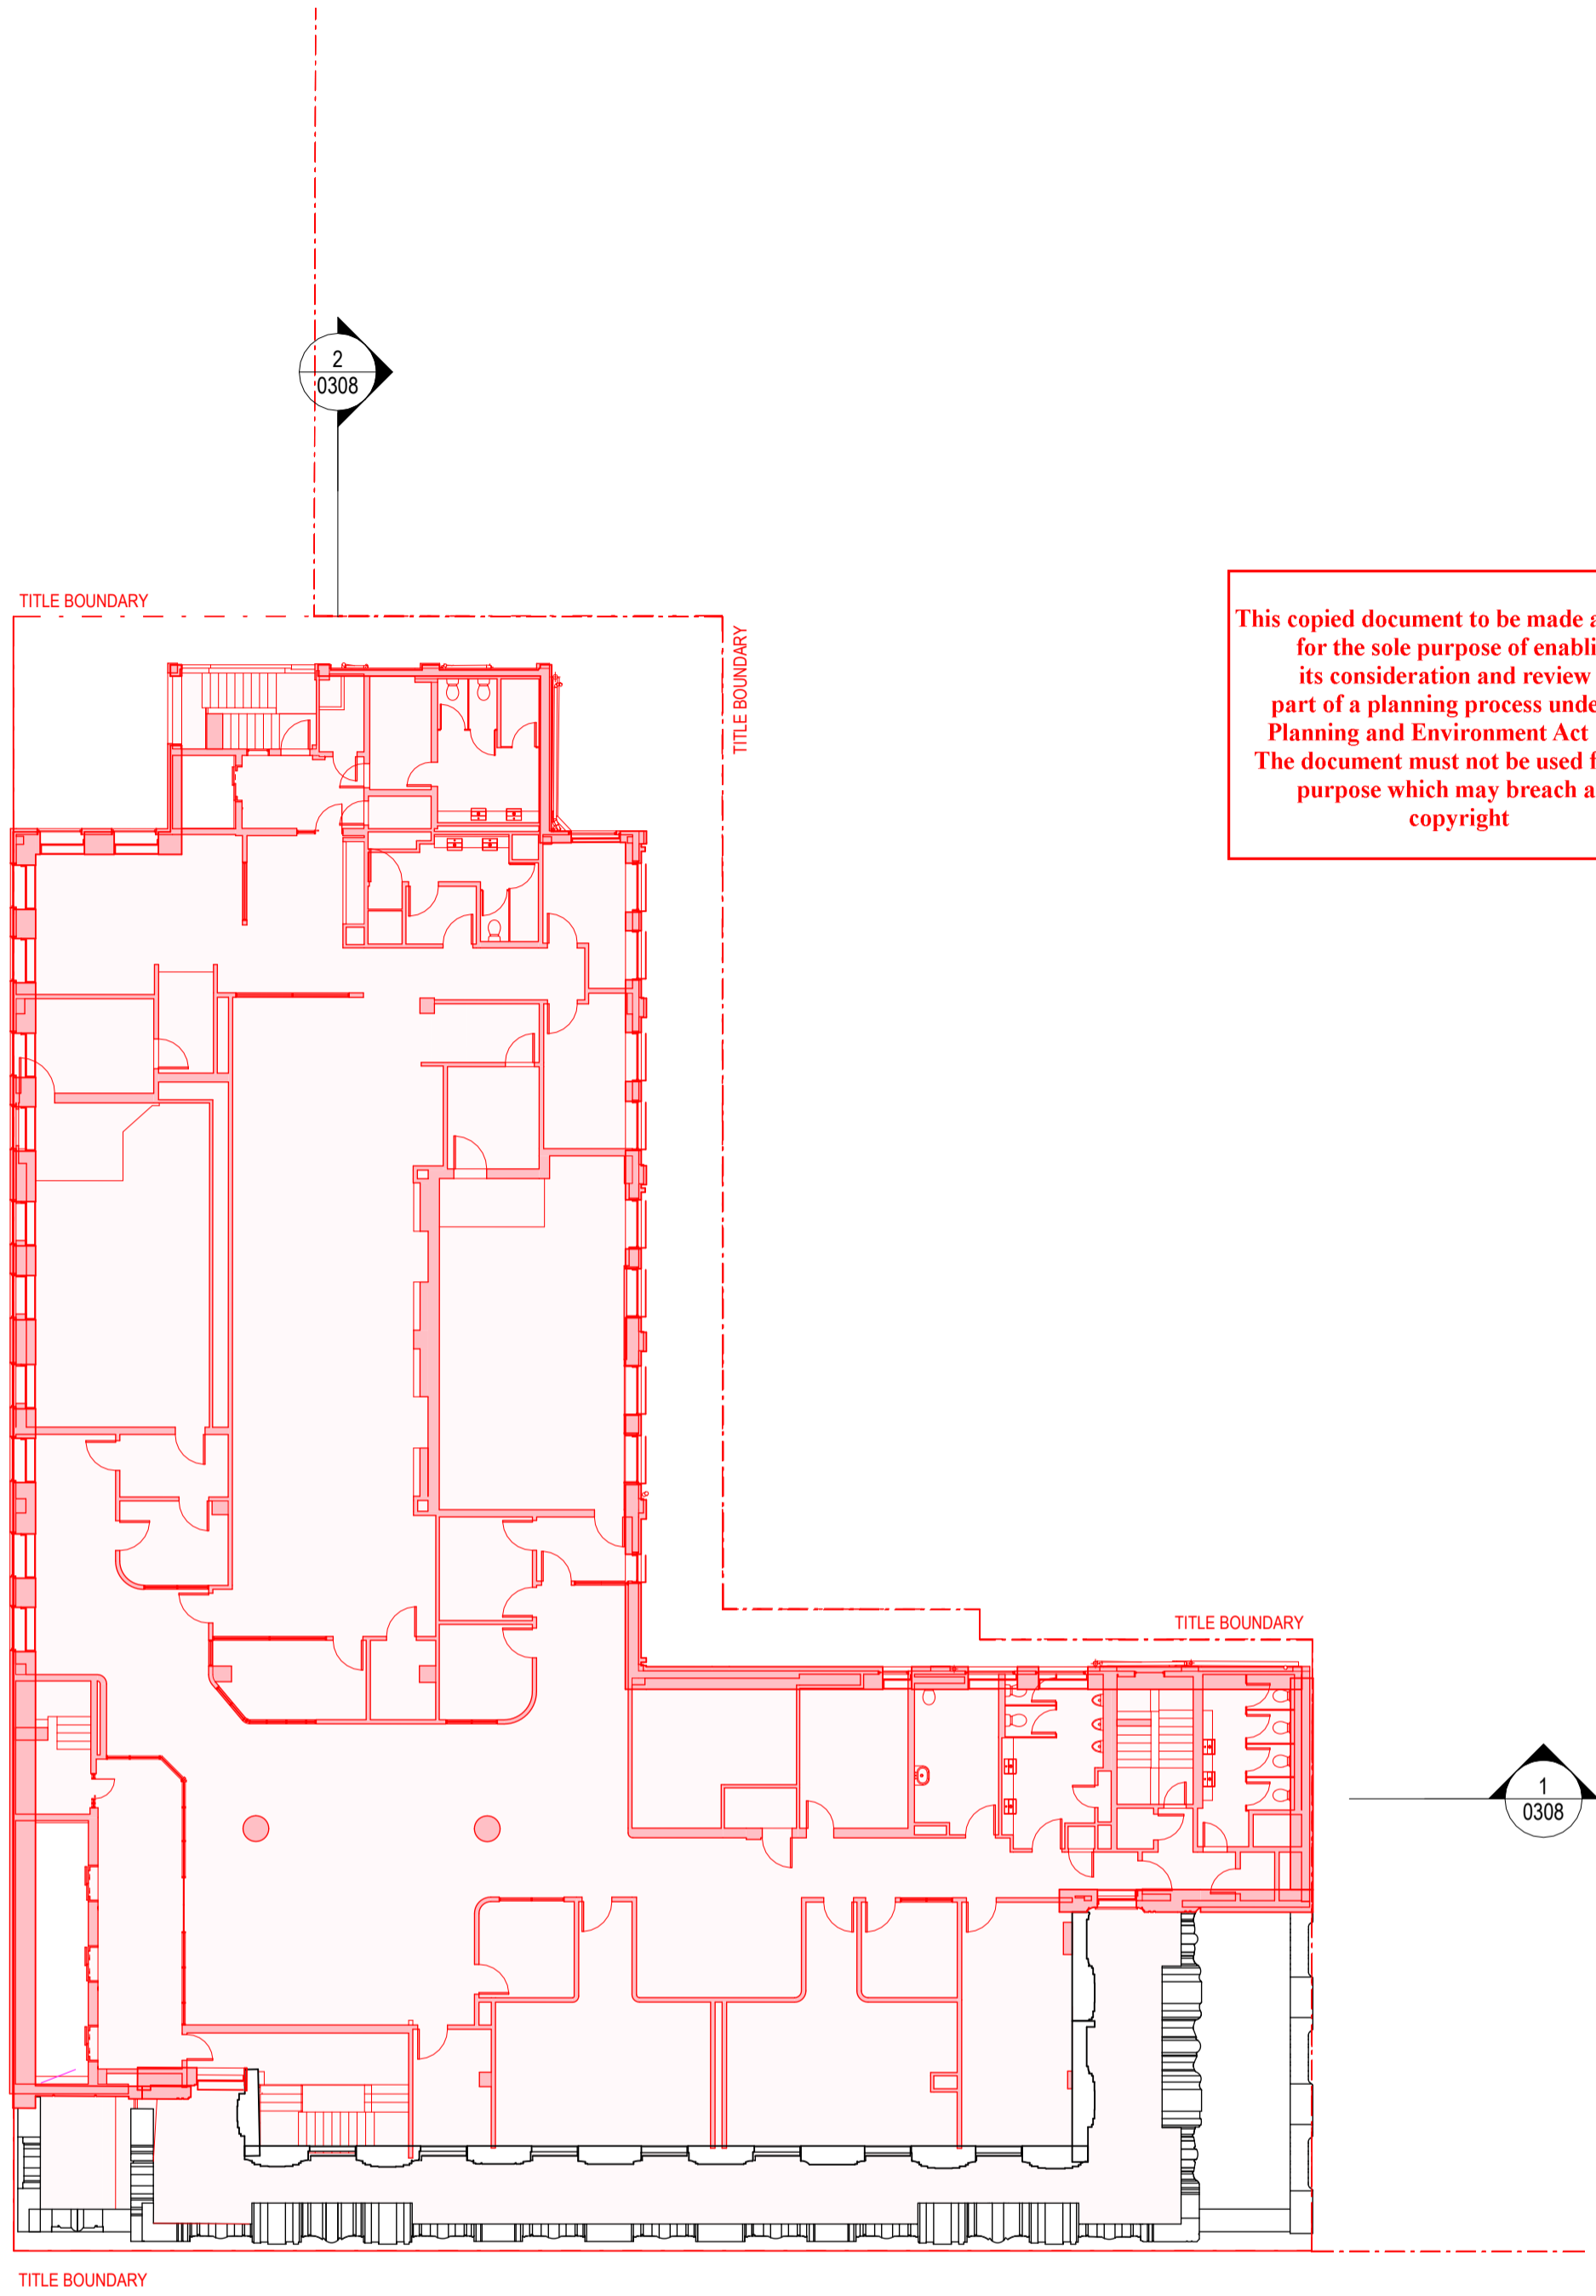 2
0308
TITLE BOUNDARY
TITLE BOUNDARY
This copied document to be made a
for the sole purpose of enabli
its consideration and review
part of a planning process unde
Planning and Environment Act
The document must not be used f
purpose which may breach a
copyright
TITLE BOUNDARY
1
0308
TITLE BOUNDARY